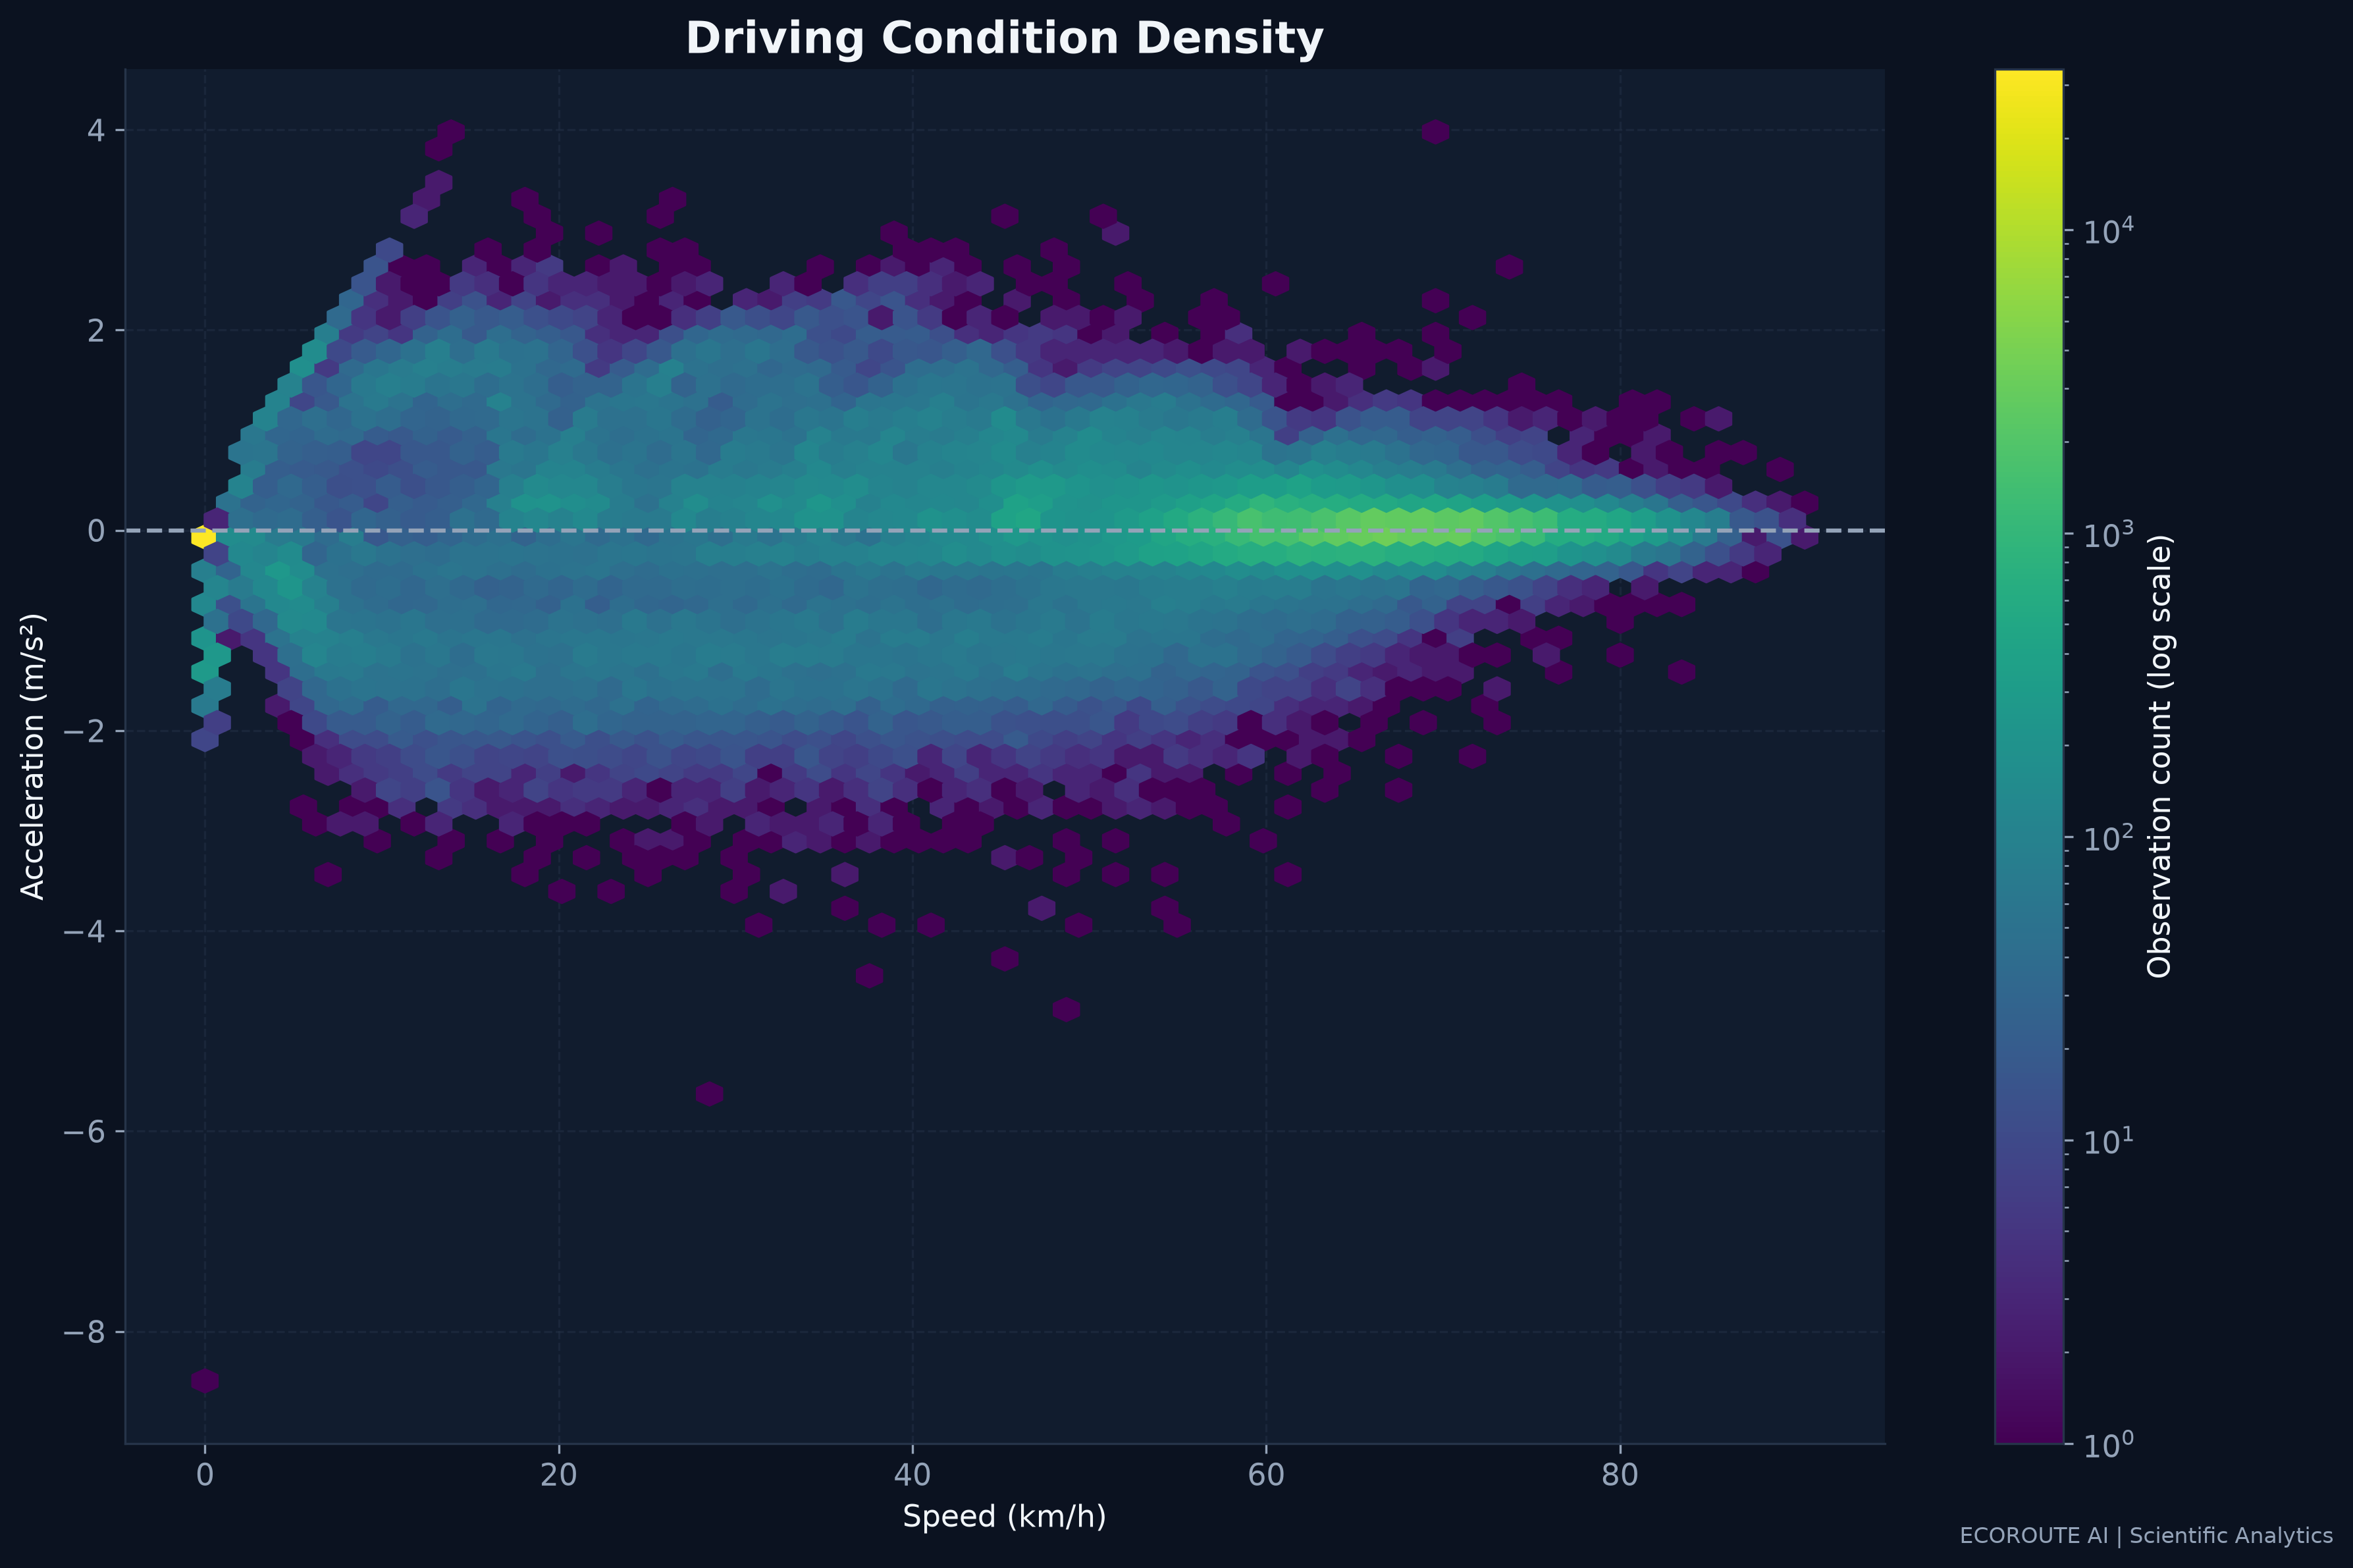 Driving Condition Density
4
2
0
−2
−4
−6
−8
Acceleration (m/s²)
0 20 40 60 80
Speed (km/h)
10⁴
10³
10²
10¹
10⁰
Observation count (log scale)
ECOROUTE AI | Scientific Analytics